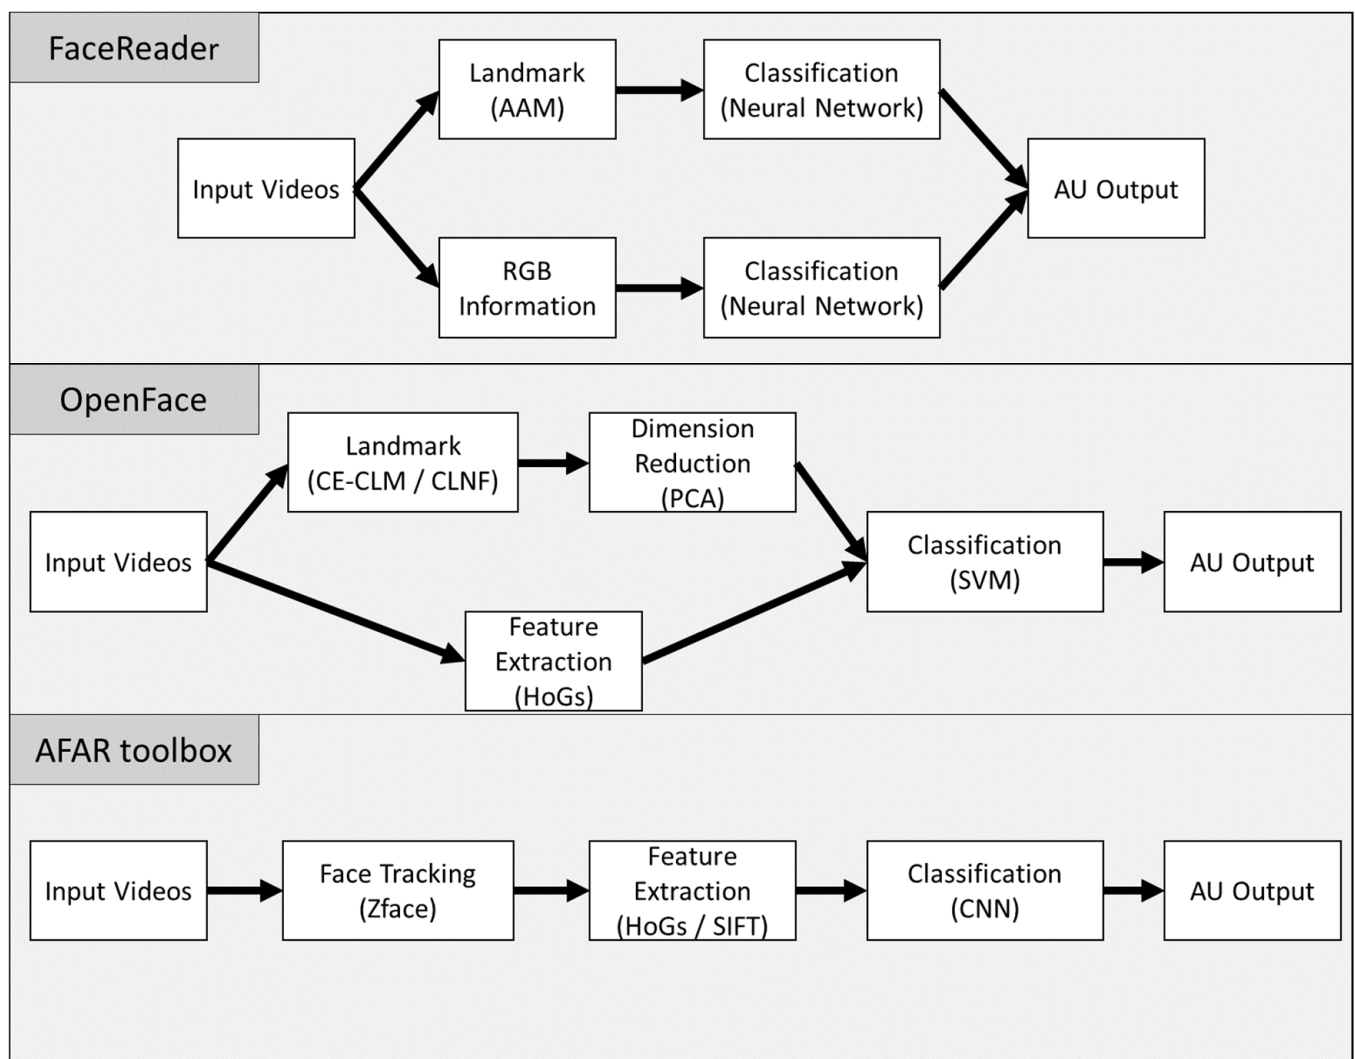 FaceReader
Input Videos
Landmark
(AAM)
Classification
(Neural Network)
RGB
Information
Classification
(Neural Network)
AU Output
OpenFace
Input Videos
Landmark
(CE-CLM / CLNF)
Dimension
Reduction
(PCA)
Feature
Extraction
(HoGs)
Classification
(SVM)
AU Output
AFAR toolbox
Input Videos
Face Tracking
(Zface)
Feature
Extraction
(HoGs / SIFT)
Classification
(CNN)
AU Output